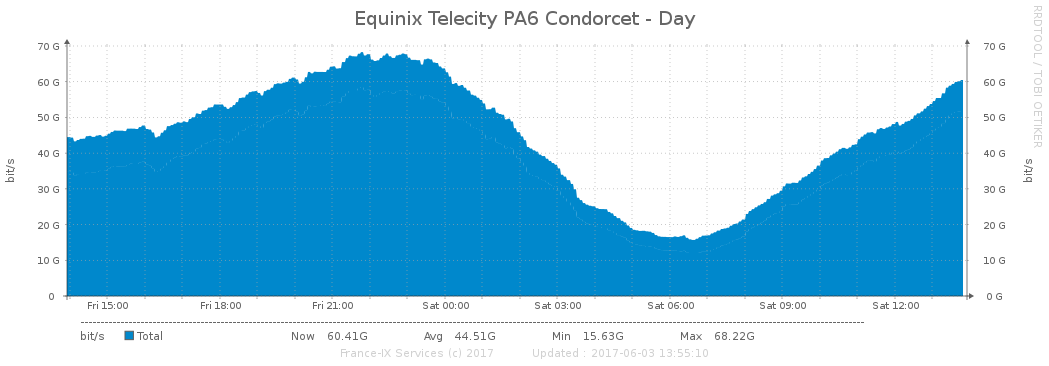 Equinix Telecity PA6 Condorcet - Day
RRDTOOL / TOBI OETIKER
70 G 70 G
60 G 60 G
50 G 50 G
40 G 40 G
30 G 30 G
20 G 20 G
10 G 10 G
0 0 G
bit/s bit/s
Fri 15:00 Fri 18:00 Fri 21:00 Sat 00:00 Sat 03:00 Sat 06:00 Sat 09:00 Sat 12:00
bit/s Total Now 60.41G Avg 44.51G Min 15.63G Max 68.22G
France-IX Services (c) 2017 Updated : 2017-06-03 13:55:10